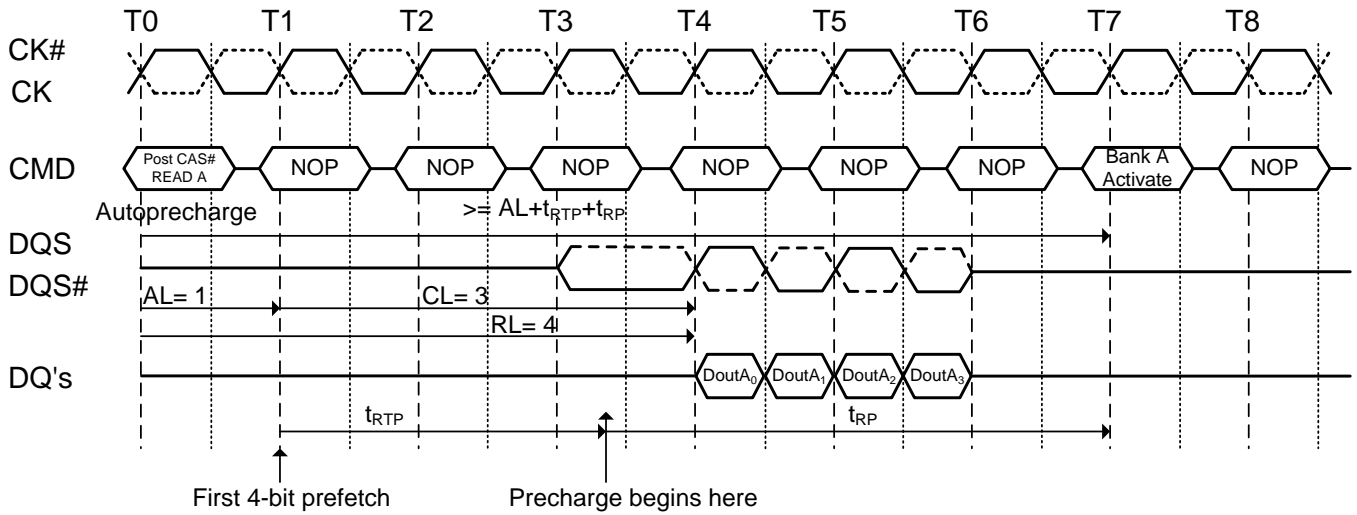 T0 T1 T2 T3 T4 T5 T6 T7 T8
CK#
CK
CMD Post CAS# READ A NOP NOP NOP NOP NOP NOP Bank A Activate NOP
Autoprecharge >= AL+tRTP+tRP
DQS
DQS#
AL= 1 CL= 3
RL= 4
DQ's DoutA0 DoutA1 DoutA2 DoutA3
tRTP tRP
First 4-bit prefetch Precharge begins here